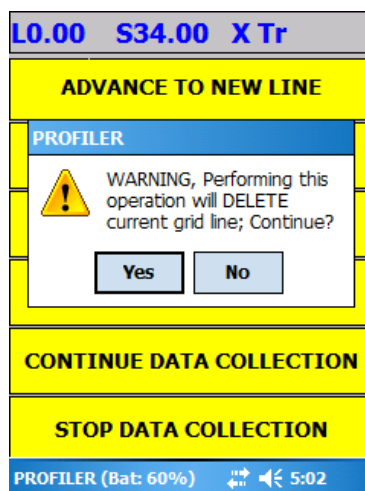 L0.00 S34.00 X Tr
ADVANCE TO NEW LINE
PROFILER
WARNING, Performing this
operation will DELETE
current grid line; Continue?
Yes No
CONTINUE DATA COLLECTION
STOP DATA COLLECTION
PROFILER (Bat: 60%) 5:02